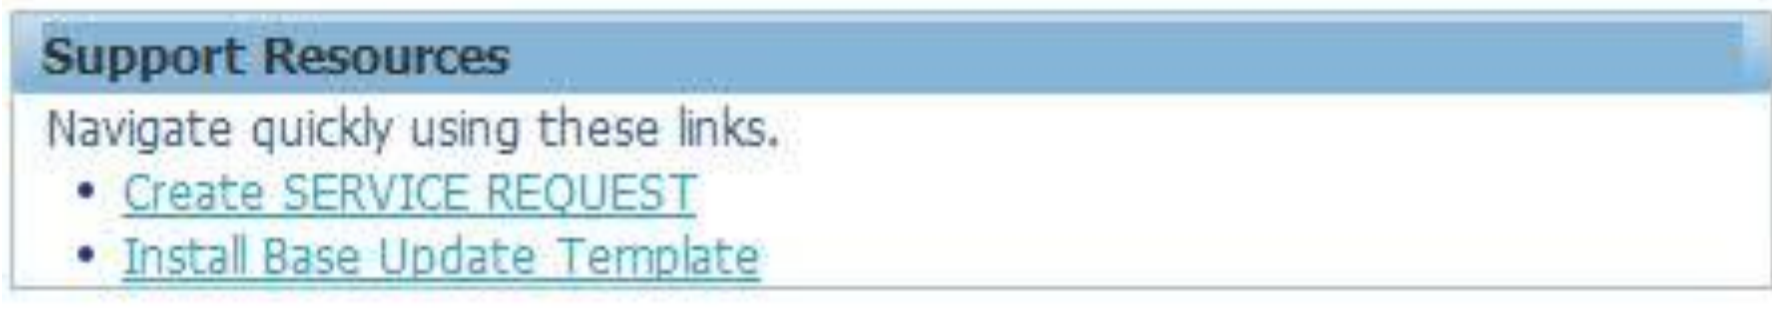 Support Resources
Navigate quickly using these links.
• Create SERVICE REQUEST
• Install Base Update Template